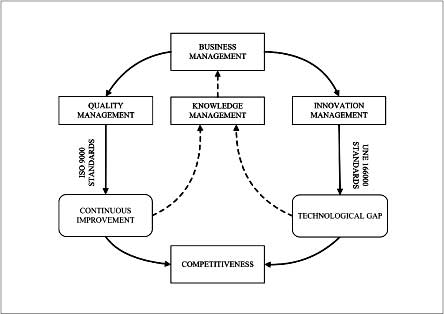 BUSINESS
MANAGEMENT
QUALITY
MANAGEMENT
KNOWLEDGE
MANAGEMENT
INNOVATION
MANAGEMENT
ISO 9000
STANDARDS
UNE 166000
STANDARDS
CONTINUOUS
IMPROVEMENT
TECHNOLOGICAL GAP
COMPETITIVENESS